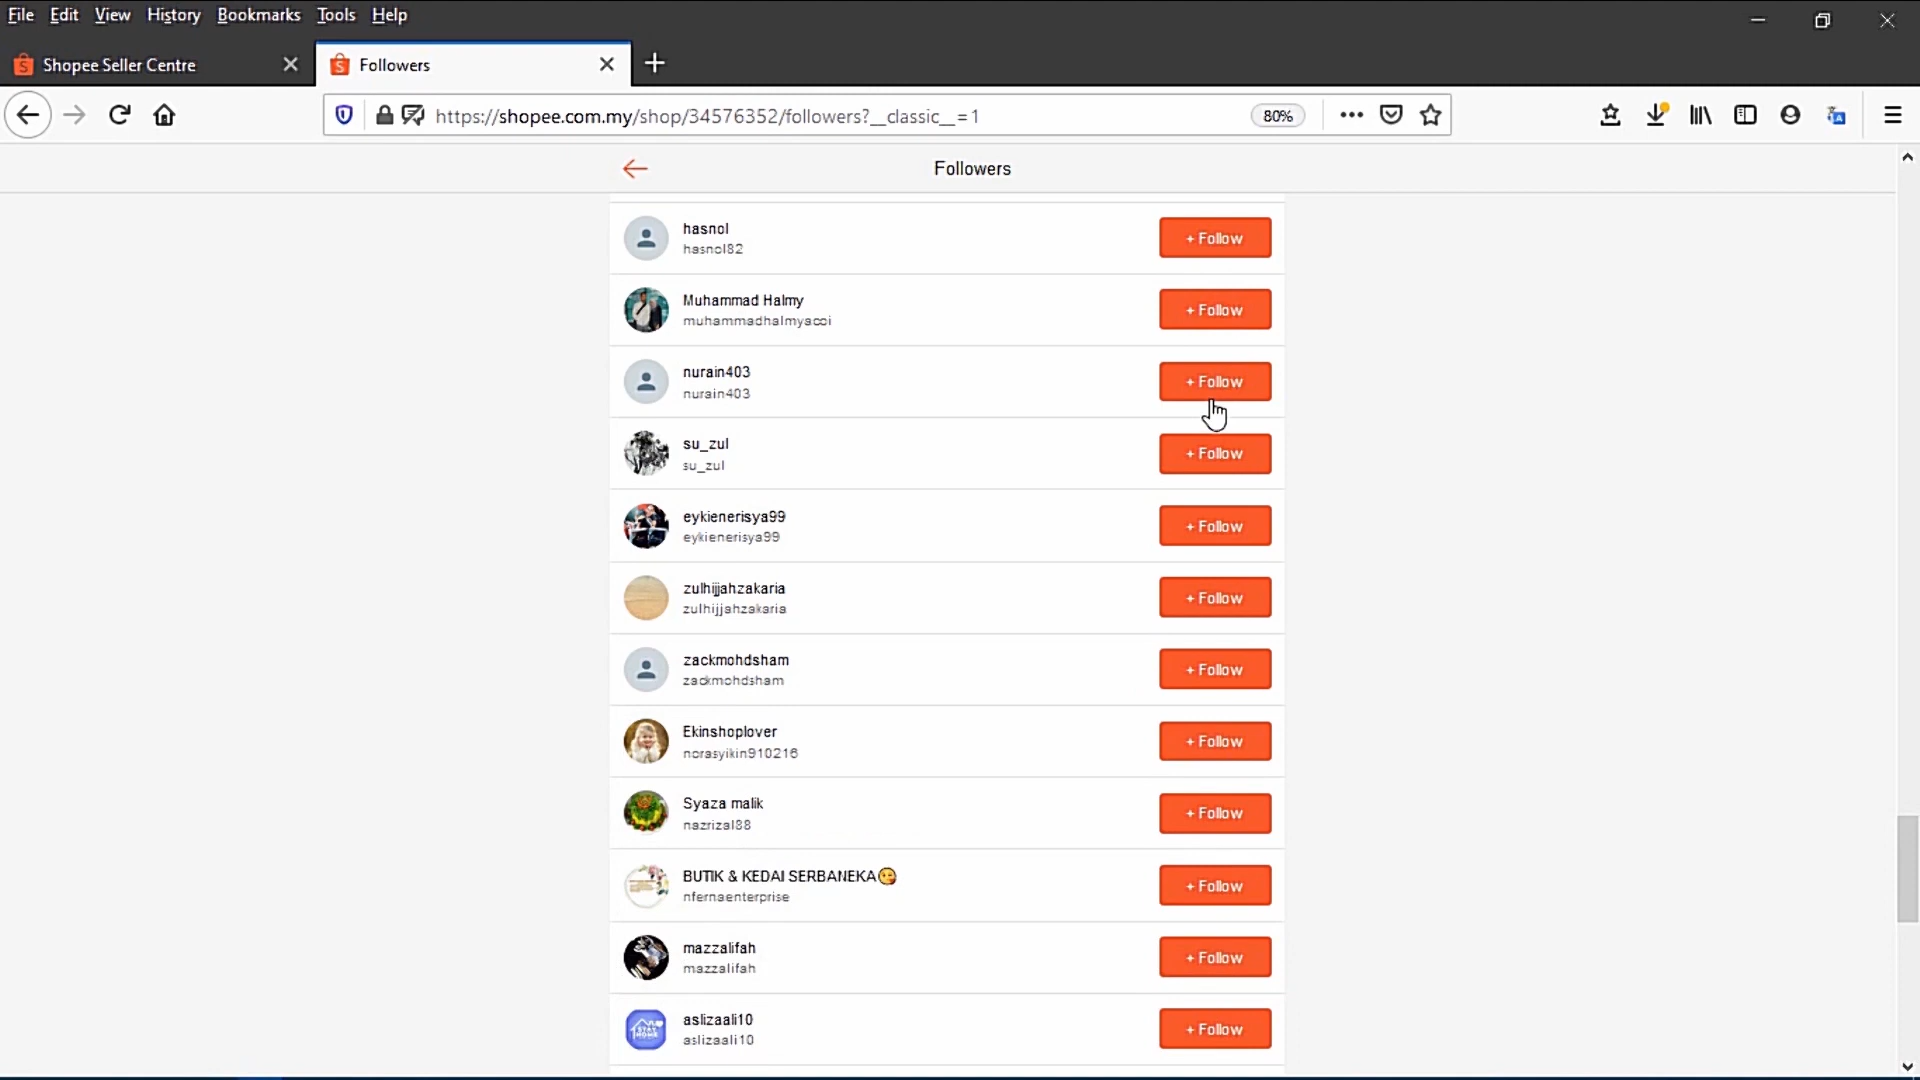 File Edit View History Bookmarks Tools Help
Shopee Seller Centre
Followers
https://shopee.com.my/shop/34576352/followers?__classic__=1
80%
Followers
hasnol
hasnol82
+ Follow
Muhammad Halmy
muhammadhalmyacoi
+ Follow
nurain403
nurain403
+ Follow
su_zul
su_zul
+ Follow
eykienerisya99
eykienerisya99
+ Follow
zulhijjahzakaria
zulhijjahzakaria
+ Follow
zackmohdsham
zackmohdsham
+ Follow
Ekinshoplover
norasyikin910216
+ Follow
Syaza malik
nazrizal88
+ Follow
BUTIK & KEDAI SERBANEKA😋
nfernaenterprise
+ Follow
mazzalifah
mazzalifah
+ Follow
STAY HOME
aslizaali10
aslizaali10
+ Follow